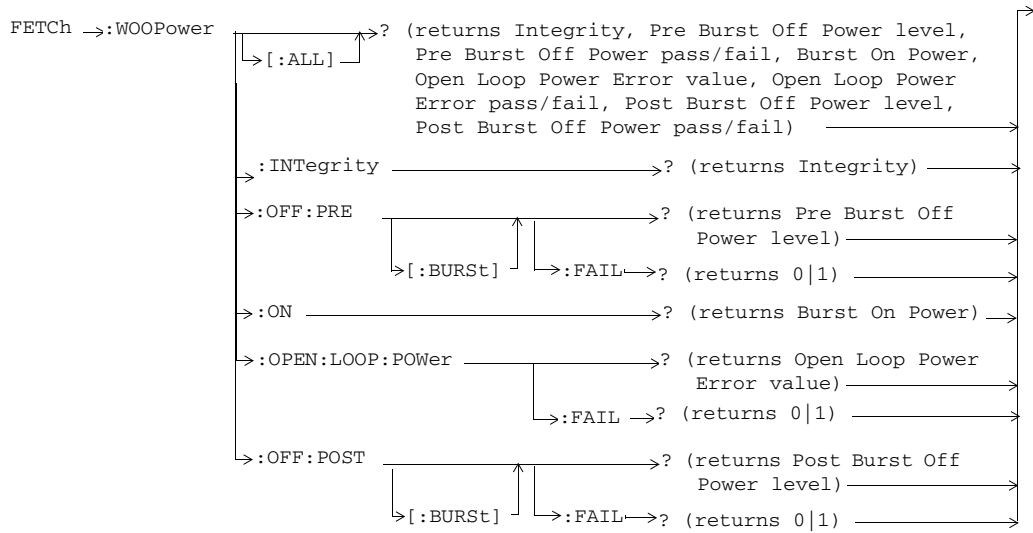 FETCh :WOOPower ? (returns Integrity, Pre Burst Off Power level,
[:ALL] Pre Burst Off Power pass/fail, Burst On Power,
Open Loop Power Error value, Open Loop Power
Error pass/fail, Post Burst Off Power level,
Post Burst Off Power pass/fail)
:INTegrity ? (returns Integrity)
:OFF:PRE ? (returns Pre Burst Off
Power level)
[:BURSt] :FAIL ? (returns 0|1)
:ON ? (returns Burst On Power)
:OPEN:LOOP:POWer ? (returns Open Loop Power
Error value)
:FAIL ? (returns 0|1)
:OFF:POST ? (returns Post Burst Off
Power level)
[:BURSt] :FAIL ? (returns 0|1)